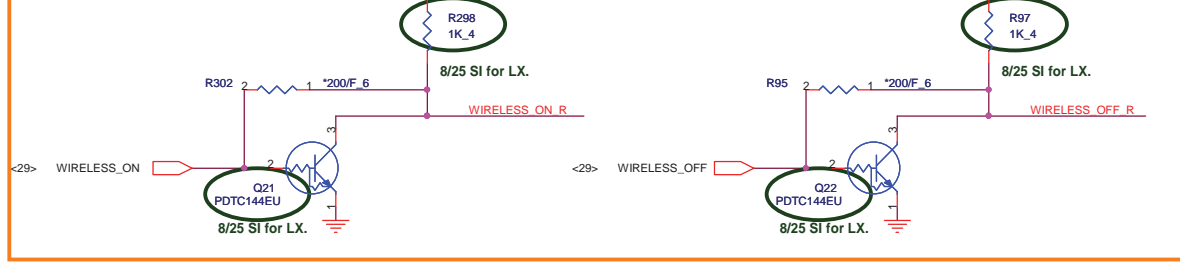 R298
1K_4
8/25 SI for LX.
R302 2 1 *200/F_6
WIRELESS_ON_R
3
<29> WIRELESS_ON 2
Q21
PDTC144EU
1
8/25 SI for LX.
R97
1K_4
8/25 SI for LX.
R95 2 1 *200/F_6
WIRELESS_OFF_R
3
<29> WIRELESS_OFF 2
Q22
PDTC144EU
1
8/25 SI for LX.